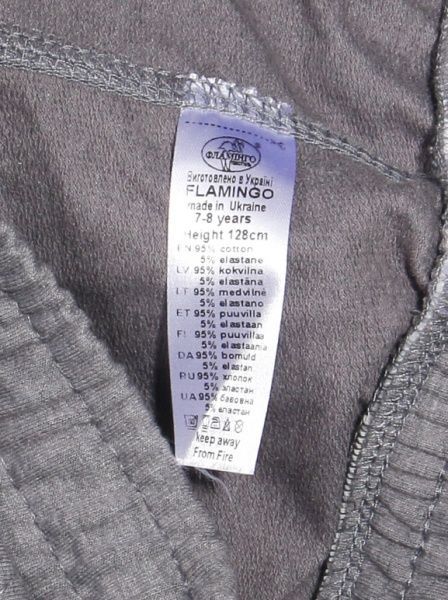 ФЛАМІНГО
Виготовлено в Україні
FLAMINGO
made in Ukraine
7-8 years
Height 128cm
EN 95% cotton
5% elastane
LV 95% kokvilna
5% elastāna
LT 95% medvilnė
5% elastano
ET 95% puuvilla
5% elastaan
FI 95% puuvillaa
5% elastaania
DA 95% bomuld
5% elastan
RU 95% хлопок
5% эластан
UA 95% бавовна
5% еластан
keep away
From Fire